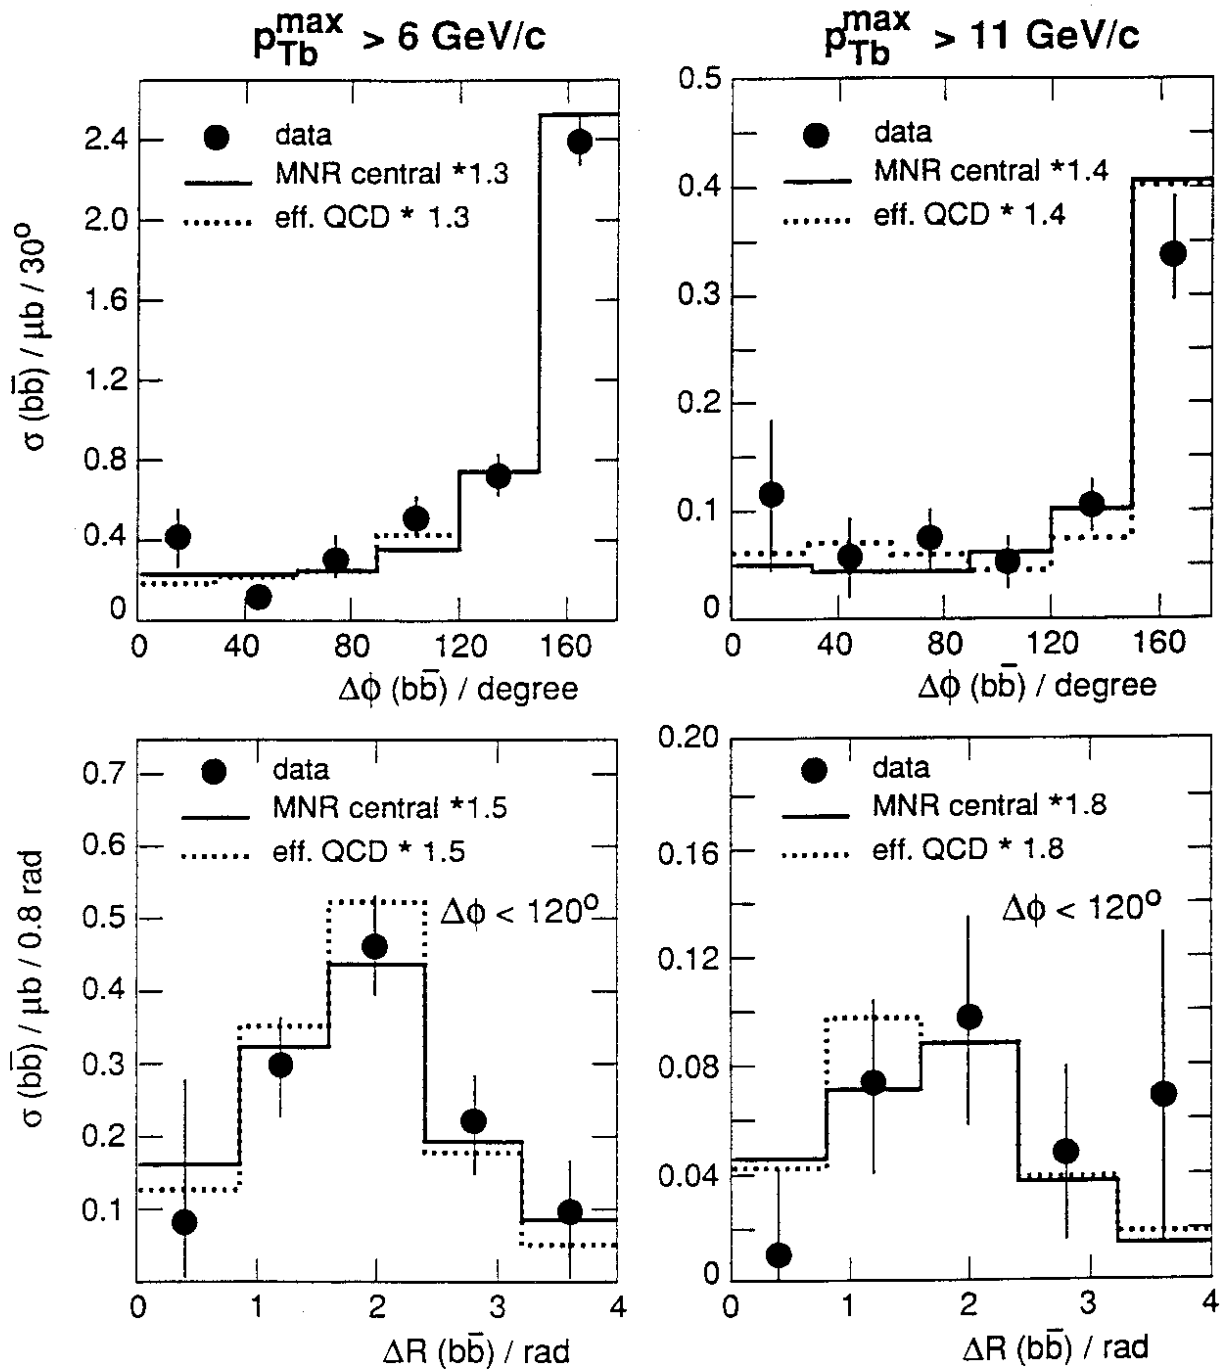 p_Tb^max > 6 GeV/c
p_Tb^max > 11 GeV/c
σ (bb̄) / μb / 30°
2.4
2.0
1.6
1.2
0.8
0.4
0
data
MNR central *1.3
eff. QCD * 1.3
0 40 80 120 160
Δϕ (bb̄) / degree
0.5
0.4
0.3
0.2
0.1
0
data
MNR central *1.4
eff. QCD * 1.4
0 40 80 120 160
Δϕ (bb̄) / degree
σ (bb̄) / μb / 0.8 rad
0.7
0.6
0.5
0.4
0.3
0.2
0.1
data
MNR central *1.5
eff. QCD * 1.5
Δϕ < 120°
0 1 2 3 4
ΔR (bb̄) / rad
0.20
0.16
0.12
0.08
0.04
0
data
MNR central *1.8
eff. QCD * 1.8
Δϕ < 120°
0 1 2 3 4
ΔR (bb̄) / rad